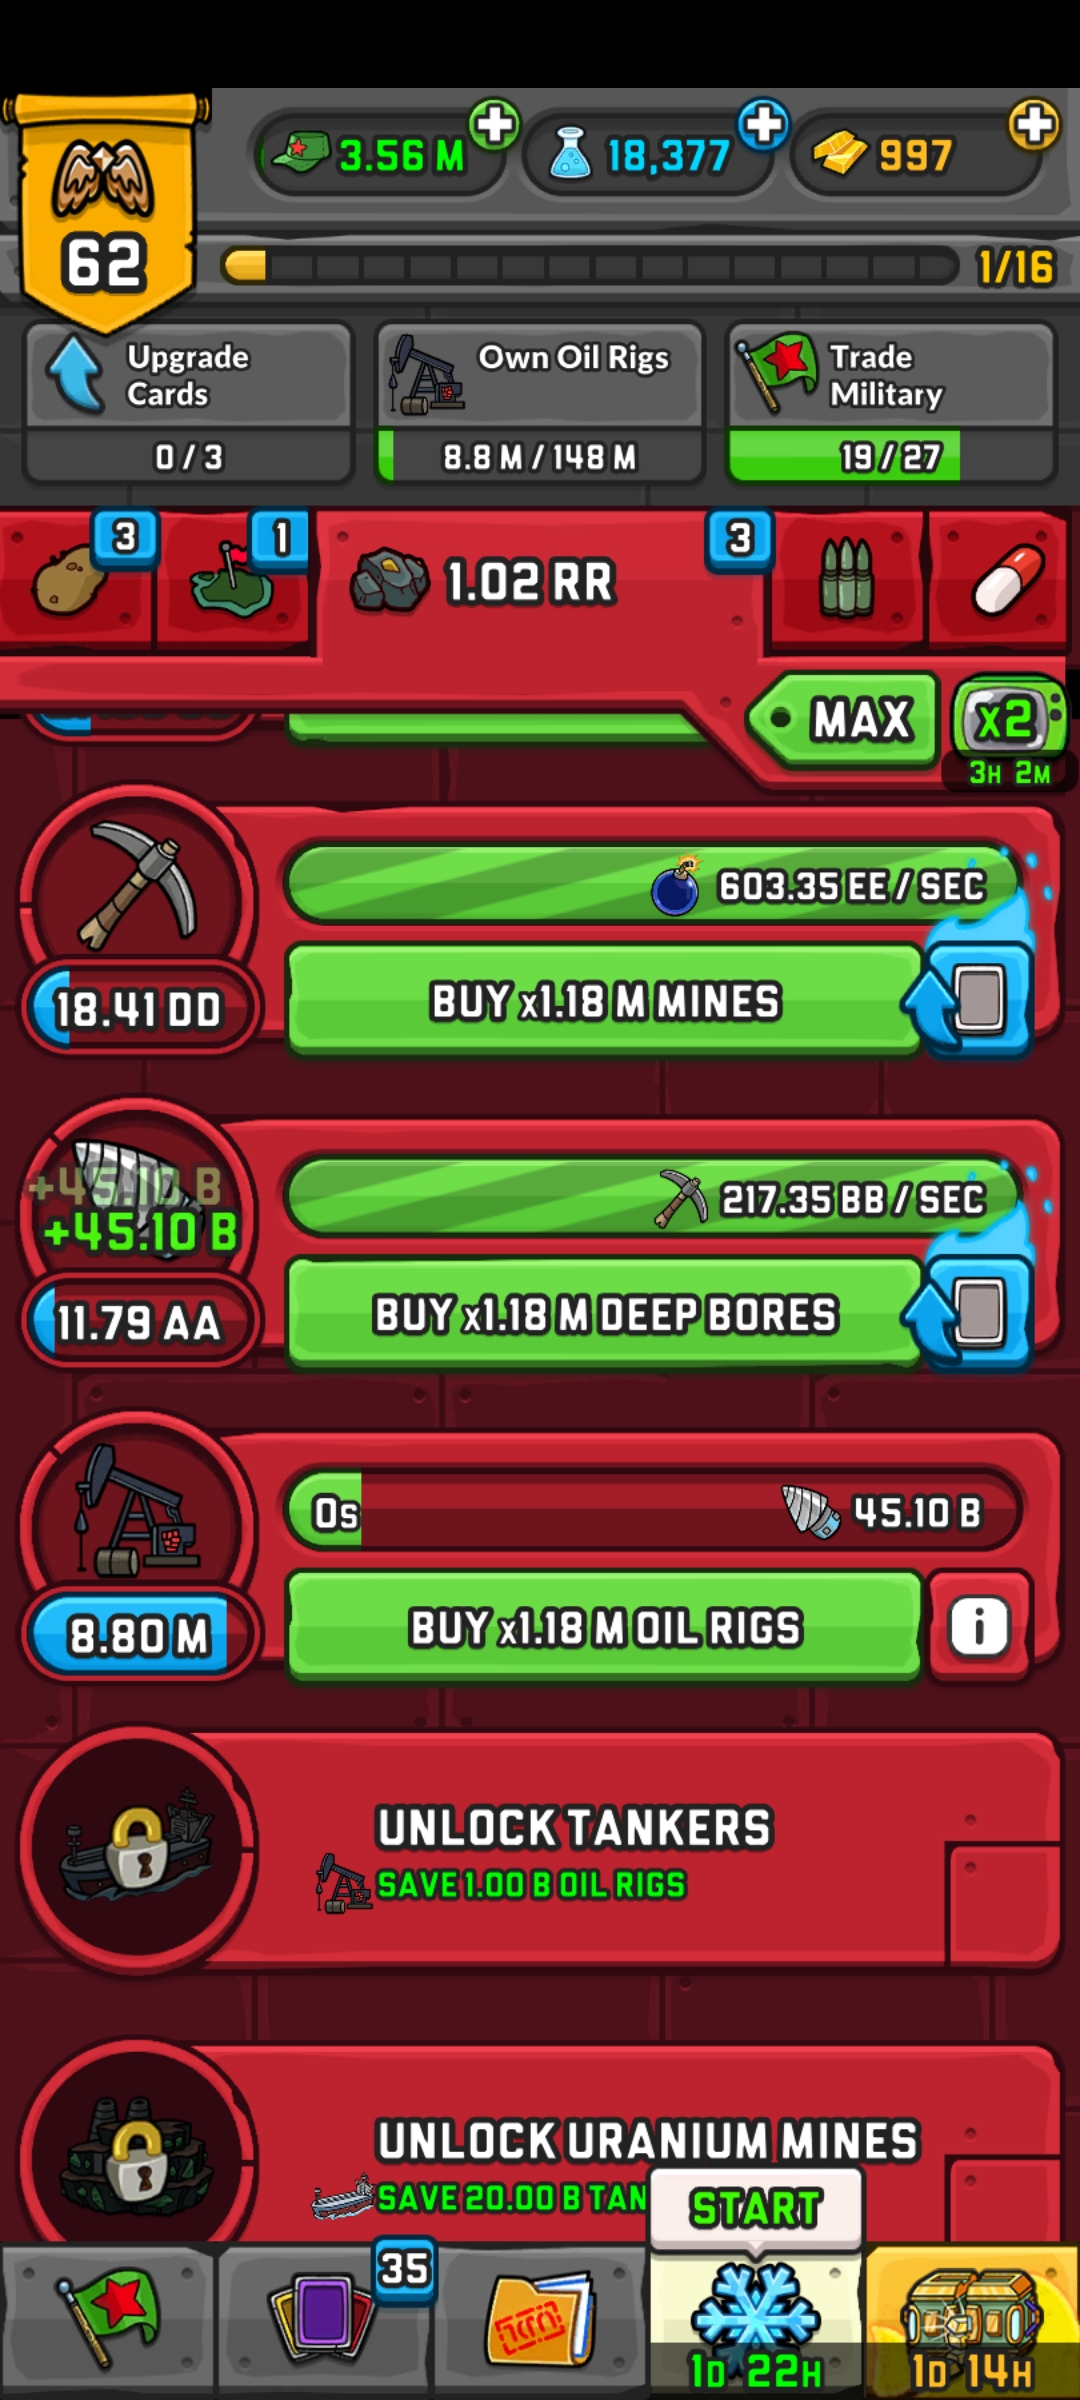 62
3.56 M
18,377
997
1/16
Upgrade
Cards
0 / 3
Own Oil Rigs
8.8 M / 148 M
Trade
Military
19 / 27
3
1
1.02 RR
3
MAX
x2
3H 2M
603.35 EE / SEC
18.41 DD
BUY x1.18 M MINES
+45.10 B
+45.10 B
217.35 BB / SEC
11.79 AA
BUY x1.18 M DEEP BORES
0s
45.10 B
8.80 M
BUY x1.18 M OIL RIGS
i
UNLOCK TANKERS
SAVE 1.00 B OIL RIGS
UNLOCK URANIUM MINES
SAVE 20.00 B TAN
START
35
1D 22H
1D 14H